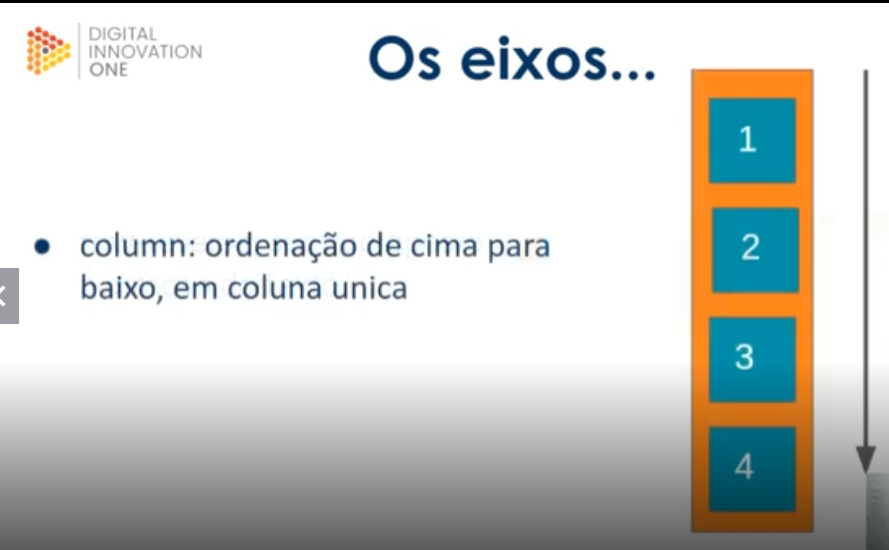 DIGITAL
INNOVATION
ONE
Os eixos...
● column: ordenação de cima para
baixo, em coluna unica
1
2
3
4